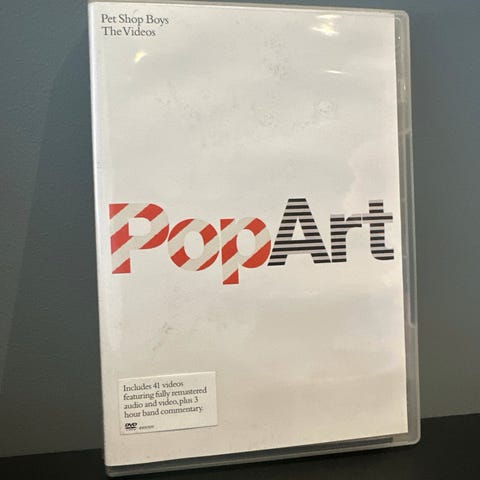 Pet Shop Boys
The Videos
PopArt
Includes 41 videos
featuring fully remastered
audio and video, plus 3
hour band commentary.
DVD